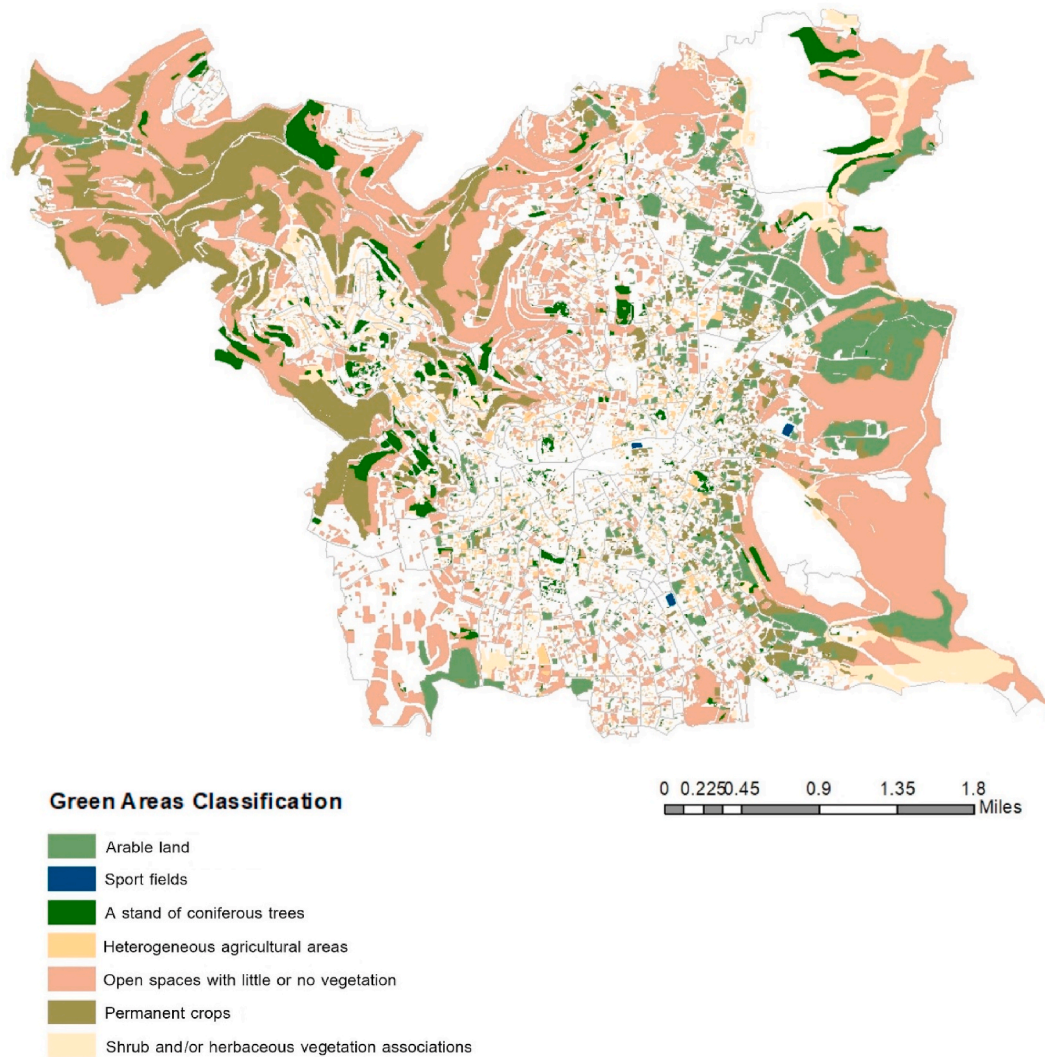 Green Areas Classification
0 0.2250.45 0.9 1.35 1.8
Miles
Arable land
Sport fields
A stand of coniferous trees
Heterogeneous agricultural areas
Open spaces with little or no vegetation
Permanent crops
Shrub and/or herbaceous vegetation associations